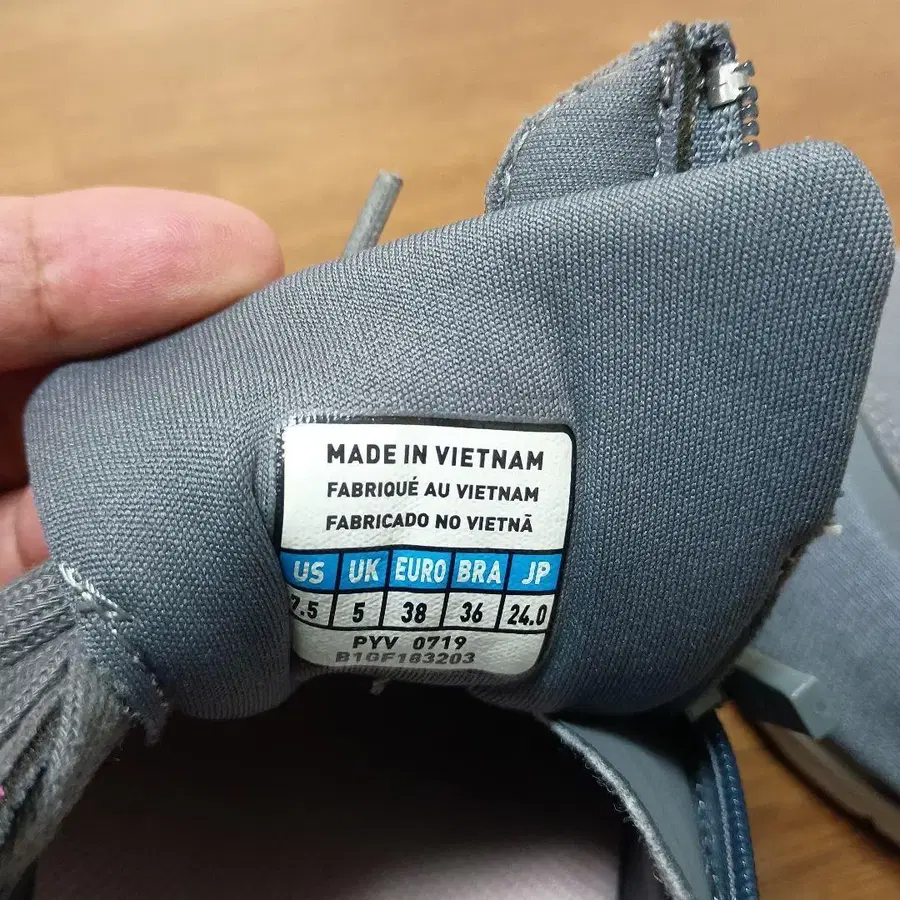 MADE IN VIETNAM
FABRIQUÉ AU VIETNAM
FABRICADO NO VIETNÃ
US UK EURO BRA JP
7.5 5 38 36 24.0
PYV 0719
B1GF183203